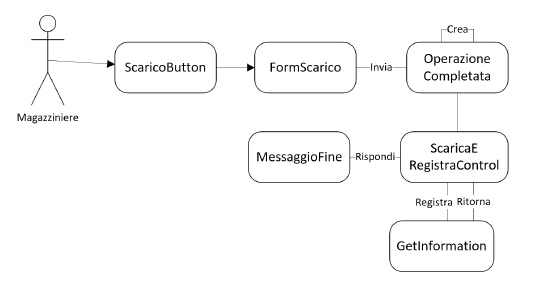 Crea
ScaricoButton
FormScarico
Invia
Operazione
Completata
Magazziniere
MessaggioFine
Rispondi
ScaricaE
RegistraControl
Registra
Ritorna
GetInformation